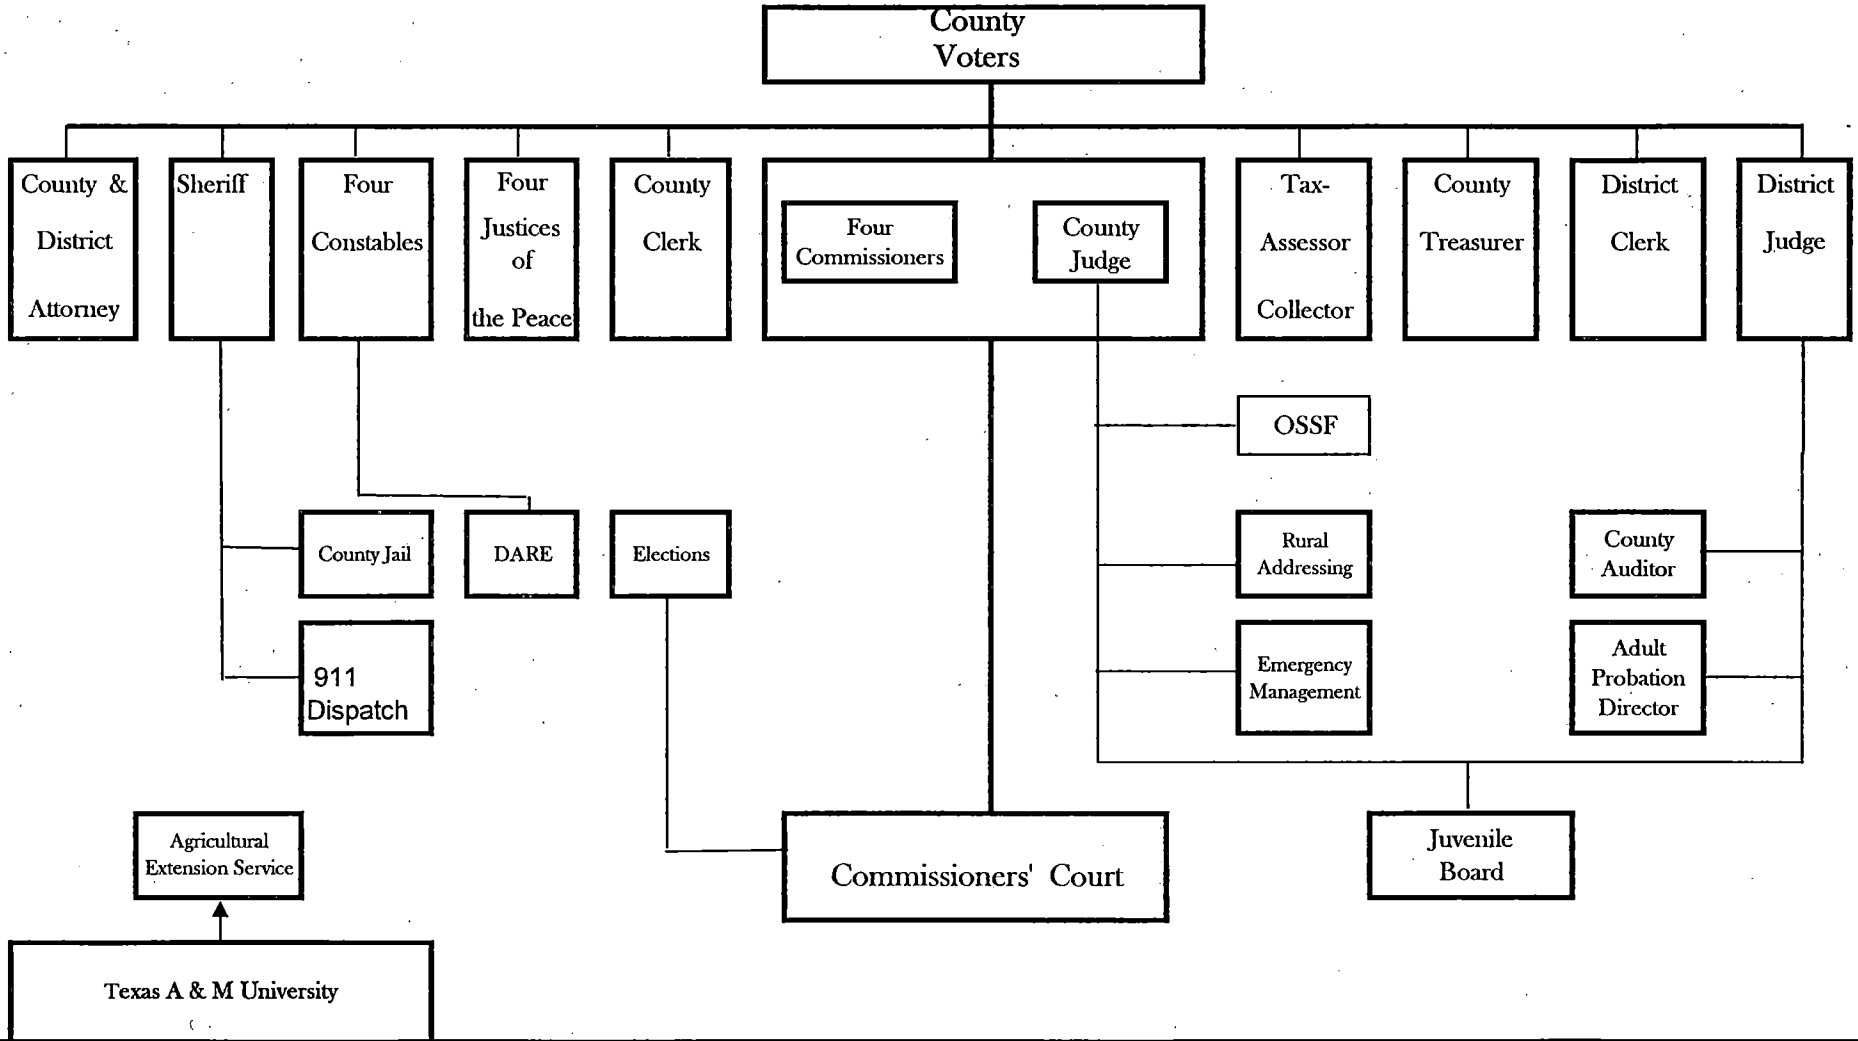 County
Voters
County &
District
Attorney
Sheriff
Four
Constables
Four
Justices
of
the Peace
County
Clerk
Four
Commissioners
County
Judge
Tax-
Assessor
Collector
County
Treasurer
District
Clerk
District
Judge
OSSF
County Jail
DARE
Elections
Rural
Addressing
County
Auditor
911
Dispatch
Emergency
Management
Adult
Probation
Director
Agricultural
Extension Service
Commissioners' Court
Juvenile
Board
Texas A & M University